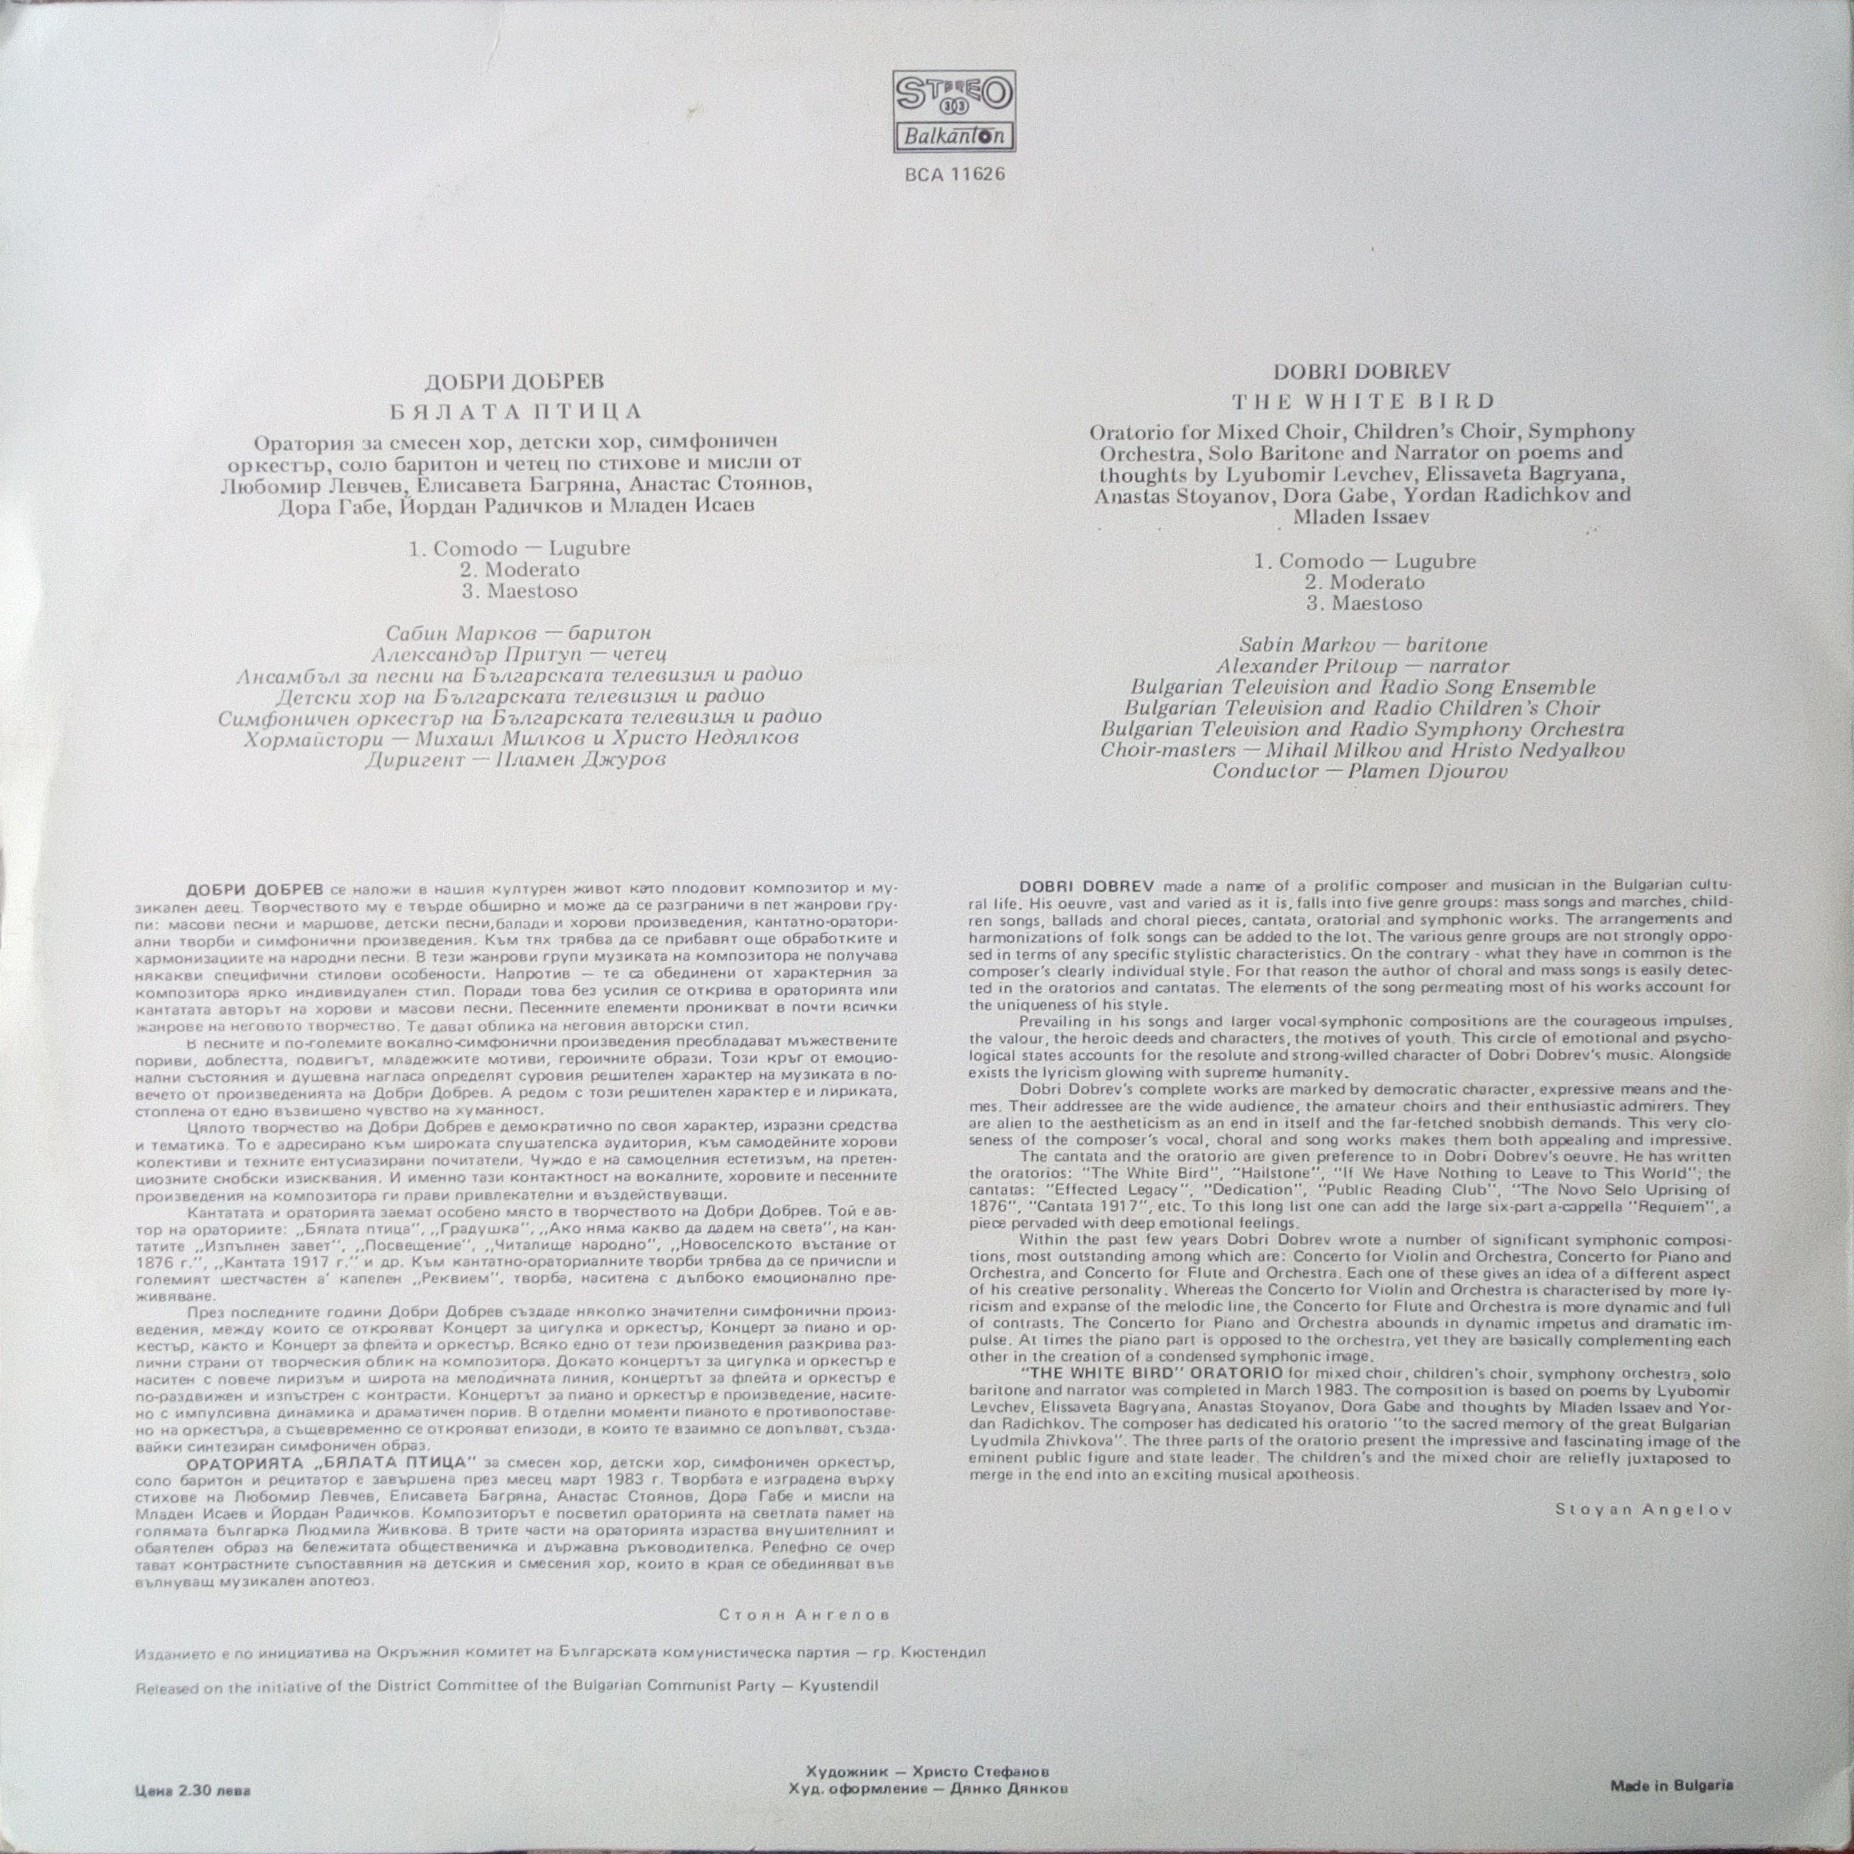 STEREO
33
Balkanton
BCA 11626
ДОБРИ ДОБРЕВ
БЯЛАТА ПТИЦА
Оратория за смесен хор, детски хор, симфоничен
оркестър, соло баритон и четец по стихове и мисли от
Любомир Левчев, Елисавета Багряна, Анастас Стоянов,
Дора Габе, Йордан Радичков и Младен Исаев
1. Comodo — Lugubre
2. Moderato
3. Maestoso
Сабин Марков — баритон
Александър Притуп — четец
Ансамбъл за песни на Българската телевизия и радио
Детски хор на Българската телевизия и радио
Симфоничен оркестър на Българската телевизия и радио
Хормайстори — Михаил Милков и Христо Недялков
Диригент — Пламен Джуров
DOBRI DOBREV
THE WHITE BIRD
Oratorio for Mixed Choir, Children's Choir, Symphony
Orchestra, Solo Baritone and Narrator on poems and
thoughts by Lyubomir Levchev, Elissaveta Bagryana,
Anastas Stoyanov, Dora Gabe, Yordan Radichkov and
Mladen Issaev
1. Comodo — Lugubre
2. Moderato
3. Maestoso
Sabin Markov — baritone
Alexander Pritoup — narrator
Bulgarian Television and Radio Song Ensemble
Bulgarian Television and Radio Children's Choir
Bulgarian Television and Radio Symphony Orchestra
Choir-masters — Mihail Milkov and Hristo Nedyalkov
Conductor — Plamen Djourov
ДОБРИ ДОБРЕВ се наложи в нашия културен живот като плодовит композитор и му-
зикален деец. Творчеството му е твърде обширно и може да се разграничи в пет жанрови гру-
пи: масови песни и маршове, детски песни,балади и хорови произведения, кантатно-оратори-
ални творби и симфонични произведения. Към тях трябва да се прибавят още обработките и
хармонизациите на народни песни. В тези жанрови групи музиката на композитора не получава
някакви специфични стилови особености. Напротив — те са обединени от характерния за
композитора ярко индивидуален стил. Поради това без усилия се открива в ораторията или
кантатата авторът на хорови и масови песни. Песенните елементи проникват в почти всички
жанрове на неговото творчество. Те дават облика на неговия авторски стил.
В песните и по-големите вокално-симфонични произведения преобладават мъжествените
пориви, доблестта, подвигът, младежките мотиви, героичните образи. Този кръг от емоцио-
нални състояния и душевна нагласа определят суровия решителен характер на музиката в по-
вечето от произведенията на Добри Добрев. А редом с този решителен характер е и лириката,
стоплена от едно възвишено чувство на хуманност.
Цялото творчество на Добри Добрев е демократично по своя характер, изразни средства
и тематика. То е адресирано към широката слушателска аудитория, към самодейните хорови
колективи и техните ентусиазирани почитатели. Чуждо е на самоцелния естетизъм, на претен-
циозните снобски изисквания. И именно тази контактност на вокалните, хоровите и песенните
произведения на композитора ги прави привлекателни и въздействуващи.
Кантатата и ораторията заемат особено място в творчеството на Добри Добрев. Той е ав-
тор на ораториите: „Бялата птица", „Градушка", „Ако няма какво да дадем на света", на кан-
татите „Изпълнен завет", „Посвещение", „Читалище народно", „Новоселското въстание от
1876 г.", „Кантата 1917 г." и др. Към кантатно-ораториалните творби трябва да се причисли и
големият шестчастен а' капелен „Реквием", творба, наситена с дълбоко емоционално пре-
живяване.
През последните години Добри Добрев създаде няколко значителни симфонични произ-
ведения, между които се открояват Концерт за цигулка и оркестър, Концерт за пиано и ор-
кестър, както и Концерт за флейта и оркестър. Всяко едно от тези произведения разкрива раз-
лични страни от творческия облик на композитора. Докато концертът за цигулка и оркестър е
наситен с повече лиризъм и широта на мелодичната линия, концертът за флейта и оркестър е
по-раздвижен и изпъстрен с контрасти. Концертът за пиано и оркестър е произведение, насите-
но с импулсивна динамика и драматичен порив. В отделни моменти пианото е противопоставе-
но на оркестъра, а същевременно се открояват епизоди, в които те взаимно се допълват, създа-
вайки синтезиран симфоничен образ.
ОРАТОРИЯТА „БЯЛАТА ПТИЦА" за смесен хор, детски хор, симфоничен оркестър,
соло баритон и рецитатор е завършена през месец март 1983 г. Творбата е изградена върху
стихове на Любомир Левчев, Елисавета Багряна, Анастас Стоянов, Дора Габе и мисли на
Младен Исаев и Йордан Радичков. Композиторът е посветил ораторията на светлата памет на
голямата българка Людмила Живкова. В трите части на ораторията израства внушителният и
обаятелен образ на бележитата общественичка и държавна ръководителка. Релефно се очер
тават контрастните съпоставяния на детския и смесения хор, които в края се обединяват във
вълнуващ музикален апотеоз.
Стоян Ангелов
DOBRI DOBREV made a name of a prolific composer and musician in the Bulgarian cultu-
ral life. His oeuvre, vast and varied as it is, falls into five genre groups: mass songs and marches, child-
ren songs, ballads and choral pieces, cantata, oratorial and symphonic works. The arrangements and
harmonizations of folk songs can be added to the lot. The various genre groups are not strongly oppo-
sed in terms of any specific stylistic characteristics. On the contrary - what they have in common is the
composer's clearly individual style. For that reason the author of choral and mass songs is easily detec-
ted in the oratorios and cantatas. The elements of the song permeating most of his works account for
the uniqueness of his style.
Prevailing in his songs and larger vocal-symphonic compositions are the courageous impulses,
the valour, the heroic deeds and characters, the motives of youth. This circle of emotional and psycho-
logical states accounts for the resolute and strong-willed character of Dobri Dobrev's music. Alongside
exists the lyricism glowing with supreme humanity.
Dobri Dobrev's complete works are marked by democratic character, expressive means and the-
mes. Their addressee are the wide audience, the amateur choirs and their enthusiastic admirers. They
are alien to the aestheticism as an end in itself and the far-fetched snobbish demands. This very clo-
seness of the composer's vocal, choral and song works makes them both appealing and impressive.
The cantata and the oratorio are given preference to in Dobri Dobrev's oeuvre. He has written
the oratorios: "The White Bird", "Hailstone", "If We Have Nothing to Leave to This World"; the
cantatas: "Effected Legacy", "Dedication", "Public Reading Club", "The Novo Selo Uprising of
1876", "Cantata 1917", etc. To this long list one can add the large six-part a-cappella "Requiem", a
piece pervaded with deep emotional feelings.
Within the past few years Dobri Dobrev wrote a number of significant symphonic composi-
tions, most outstanding among which are: Concerto for Violin and Orchestra, Concerto for Piano and
Orchestra, and Concerto for Flute and Orchestra. Each one of these gives an idea of a different aspect
of his creative personality. Whereas the Concerto for Violin and Orchestra is characterised by more ly-
ricism and expanse of the melodic line, the Concerto for Flute and Orchestra is more dynamic and full
of contrasts. The Concerto for Piano and Orchestra abounds in dynamic impetus and dramatic im-
pulse. At times the piano part is opposed to the orchestra, yet they are basically complementing each
other in the creation of a condensed symphonic image.
"THE WHITE BIRD" ORATORIO for mixed choir, children's choir, symphony orchestra, solo
baritone and narrator was completed in March 1983. The composition is based on poems by Lyubomir
Levchev, Elissaveta Bagryana, Anastas Stoyanov, Dora Gabe and thoughts by Mladen Issaev and Yor-
dan Radichkov. The composer has dedicated his oratorio "to the sacred memory of the great Bulgarian
Lyudmila Zhivkova". The three parts of the oratorio present the impressive and fascinating image of the
eminent public figure and state leader. The children's and the mixed choir are reliefly juxtaposed to
merge in the end into an exciting musical apotheosis.
Stoyan Angelov
Изданието е по инициатива на Окръжния комитет на Българската комунистическа партия — гр. Кюстендил
Released on the initiative of the District Committee of the Bulgarian Communist Party — Kyustendil
Цена 2.30 лева
Художник — Христо Стефанов
Худ. оформление — Дянко Дянков
Made in Bulgaria